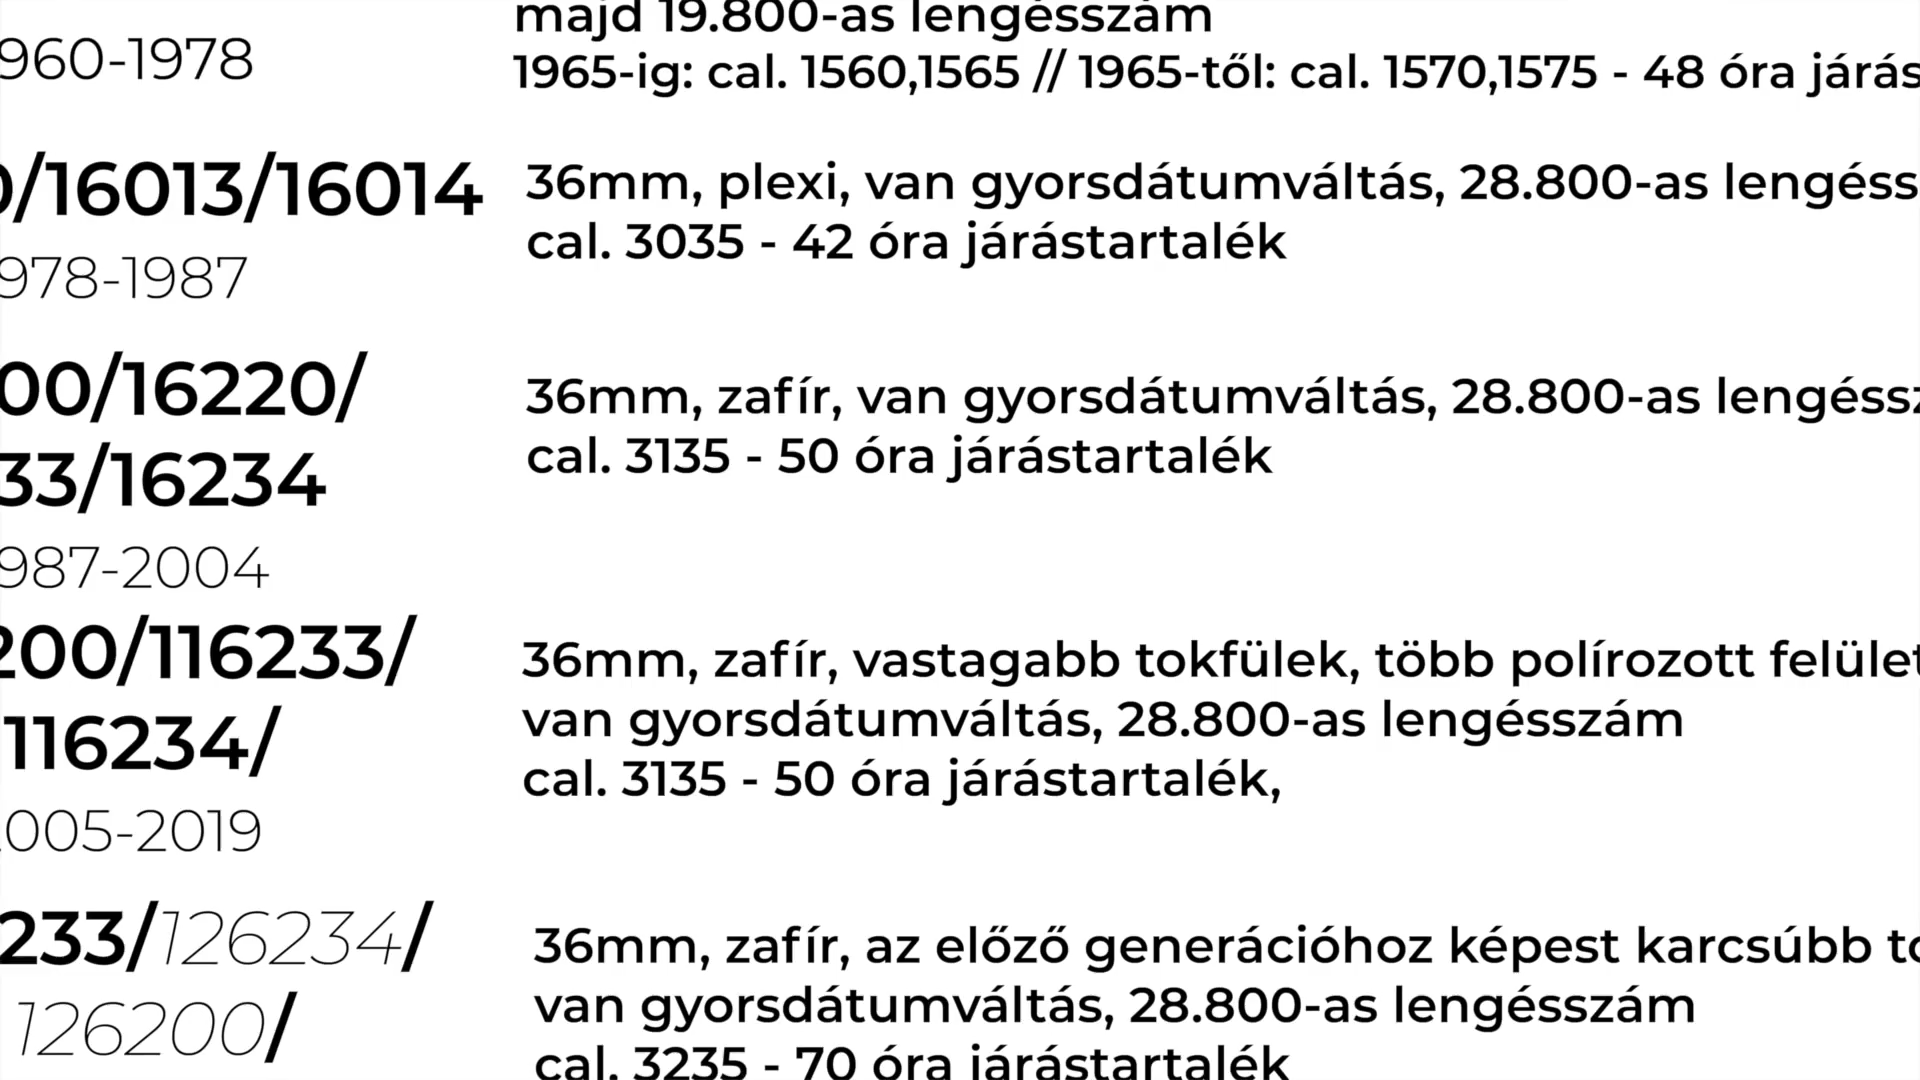 majd 19.800-as lengésszám
960-1978
1965-ig: cal. 1560,1565 // 1965-től: cal. 1570,1575 - 48 óra járás
0/16013/16014
36mm, plexi, van gyorsdátumváltás, 28.800-as lengéss
cal. 3035 - 42 óra járástartalék
978-1987
00/16220/
36mm, zafír, van gyorsdátumváltás, 28.800-as lengéssz
33/16234
cal. 3135 - 50 óra járástartalék
987-2004
200/116233/
36mm, zafír, vastagabb tokfülek, több polírozott felület
116234/
van gyorsdátumváltás, 28.800-as lengésszám
cal. 3135 - 50 óra járástartalék,
005-2019
233/126234/
36mm, zafír, az előző generációhoz képest karcsúbb to
126200/
van gyorsdátumváltás, 28.800-as lengésszám
cal. 3235 - 70 óra járástartalék